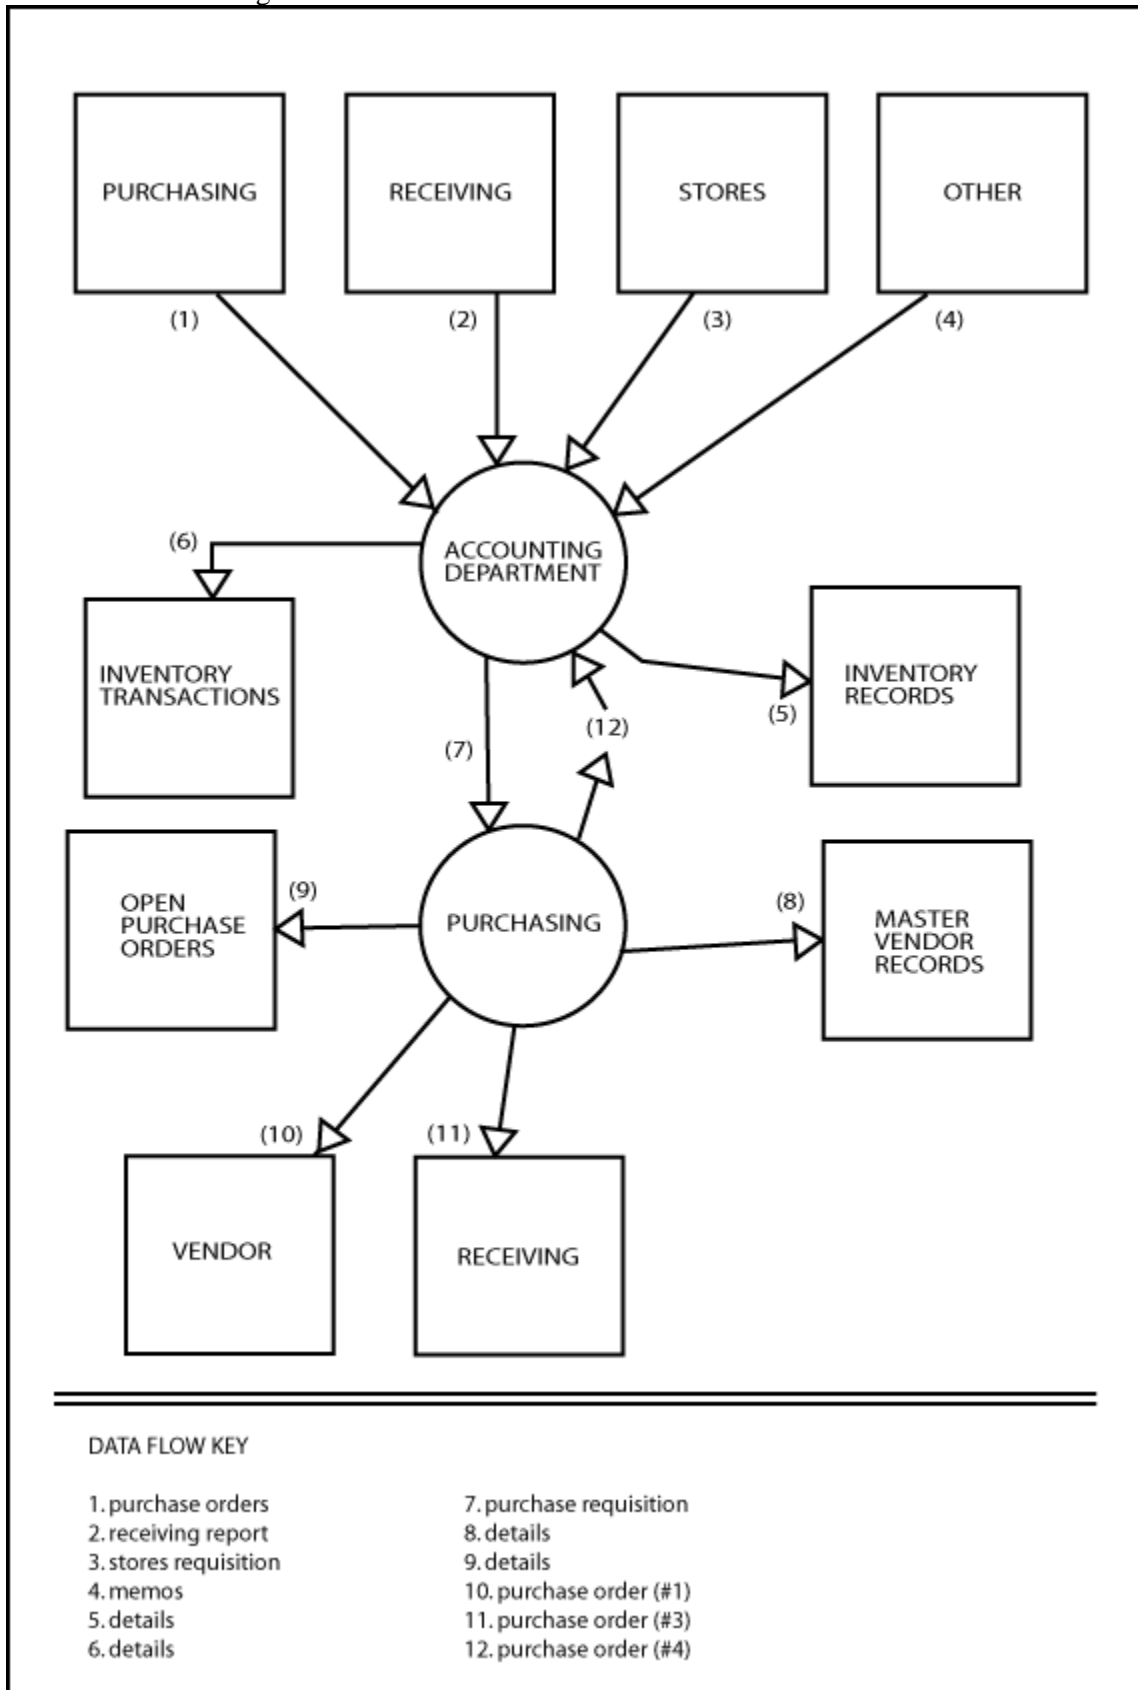 PURCHASING
RECEIVING
STORES
OTHER
(1)
(2)
(3)
(4)
ACCOUNTING
DEPARTMENT
(6)
INVENTORY
TRANSACTIONS
INVENTORY
RECORDS
(5)
(12)
(7)
OPEN
PURCHASE
ORDERS
(9)
PURCHASING
(8)
MASTER
VENDOR
RECORDS
(10)
(11)
VENDOR
RECEIVING
DATA FLOW KEY
1. purchase orders
2. receiving report
3. stores requisition
4. memos
5. details
6. details
7. purchase requisition
8. details
9. details
10. purchase order (#1)
11. purchase order (#3)
12. purchase order (#4)